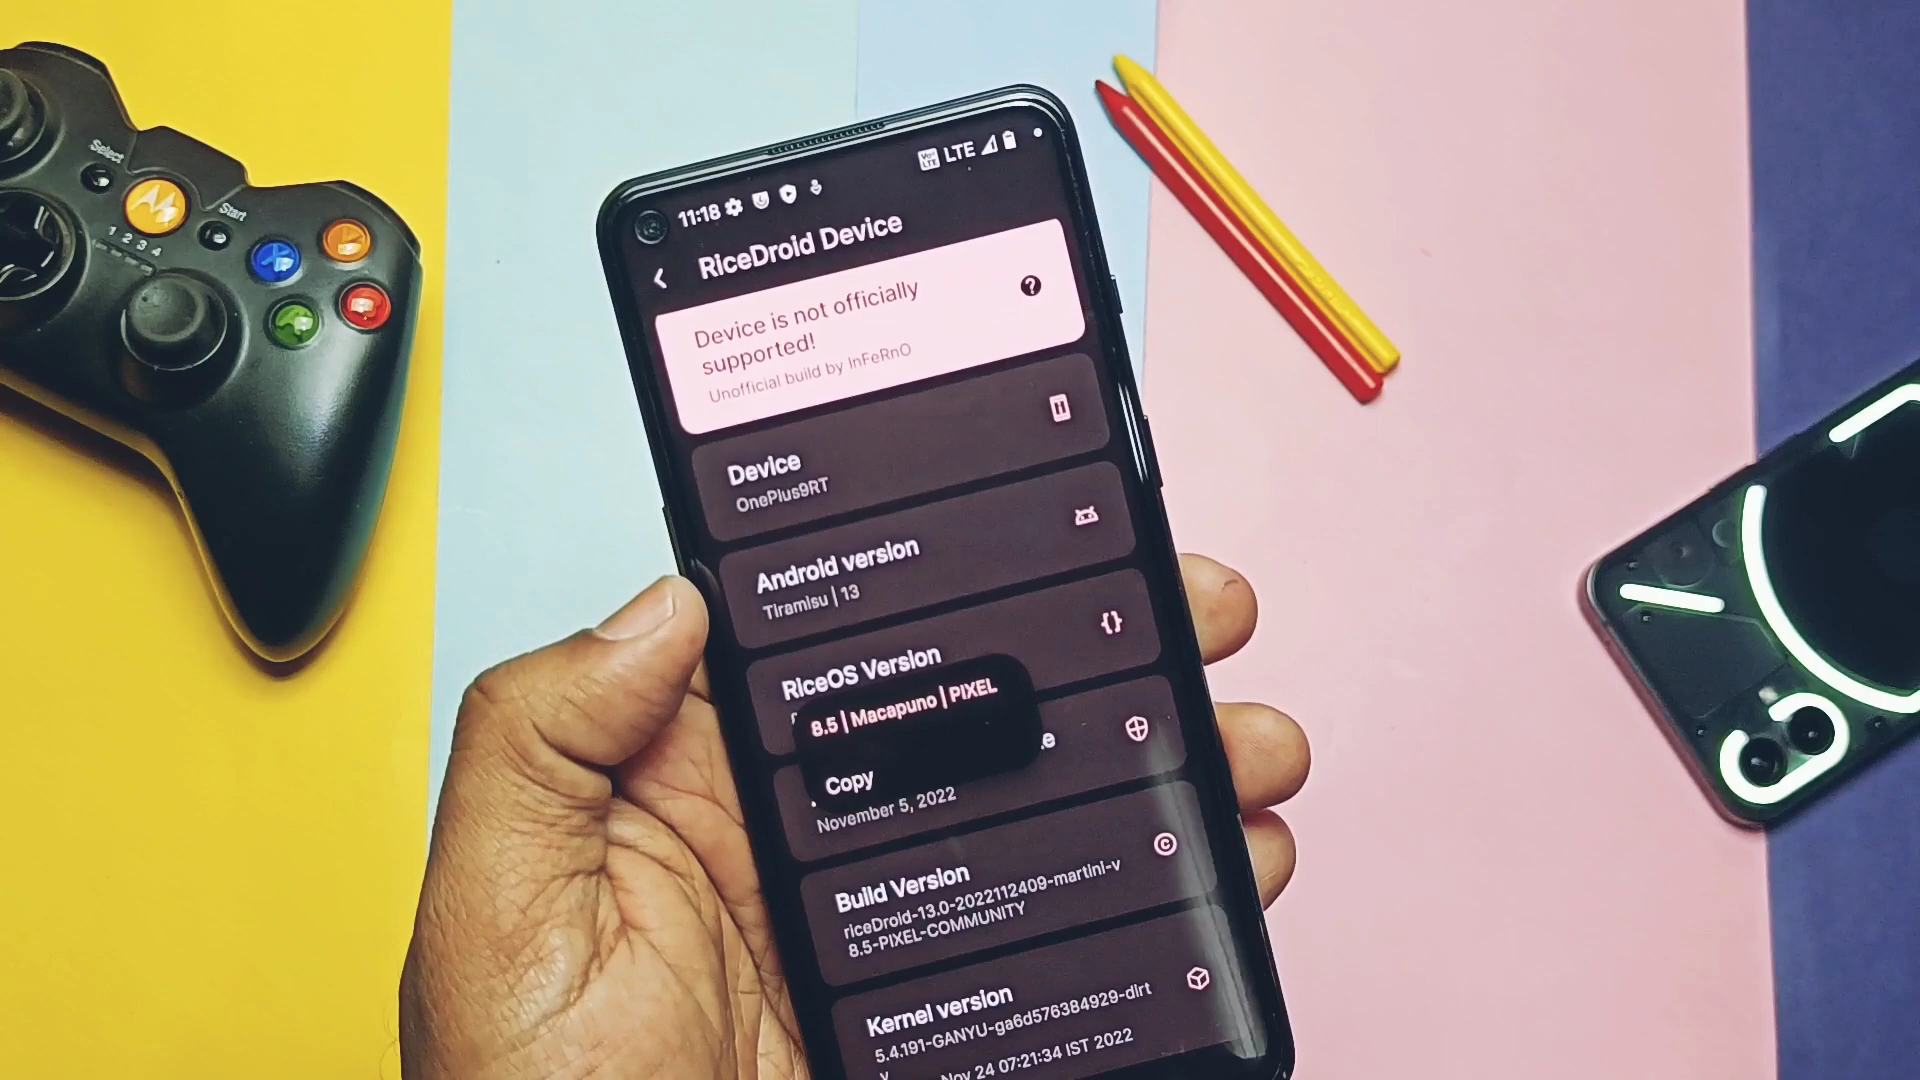 Select
Start
1 2 3 4
X
11:18
Vo LTE LTE
RiceDroid Device
Device is not officially
supported!
Unofficial build by InFeRnO
Device
OnePlus9RT
Android version
Tiramisu | 13
RiceOS Version
8.5 | Macapuno | PIXEL
Copy
November 5, 2022
Build Version
riceDroid-13.0-2022112409-martini-v
8.5-PIXEL-COMMUNITY
Kernel version
5.4.191-GANYU-ga6d576384929-dirt
y
Nov 24 07:21:34 IST 2022